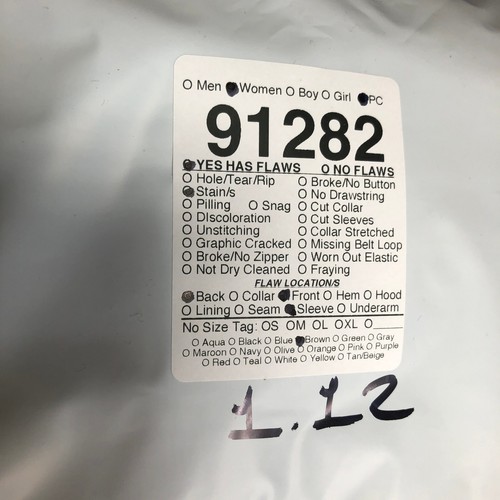 O Men O Women O Boy O Girl O PC
91282
O YES HAS FLAWS O NO FLAWS
O Hole/Tear/Rip O Broke/No Button
O Stain/s O No Drawstring
O Pilling O Snag O Cut Collar
O DIscoloration O Cut Sleeves
O Unstitching O Collar Stretched
O Graphic Cracked O Missing Belt Loop
O Broke/No Zipper O Worn Out Elastic
O Not Dry Cleaned O Fraying
FLAW LOCATION/S
O Back O Collar O Front O Hem O Hood
O Lining O Seam O Sleeve O Underarm
No Size Tag: OS OM OL OXL O______
O Aqua O Black O Blue O Brown O Green O Gray
O Maroon O Navy O Olive O Orange O Pink O Purple
O Red O Teal O White O Yellow O Tan/Beige
1.12